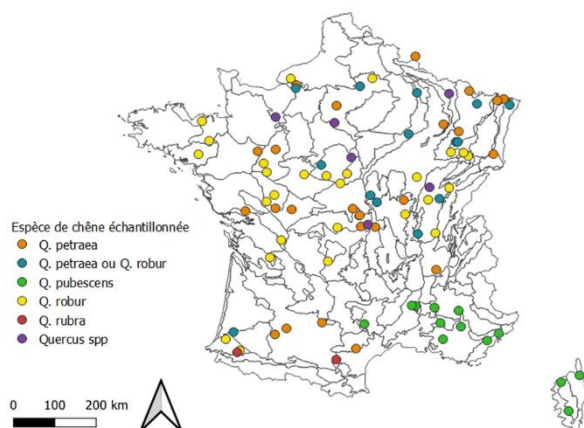 Espèce de chêne échantillonnée
Q. petraea
Q. petraea ou Q. robur
Q. pubescens
Q. robur
Q. rubra
Quercus spp
0 100 200 km